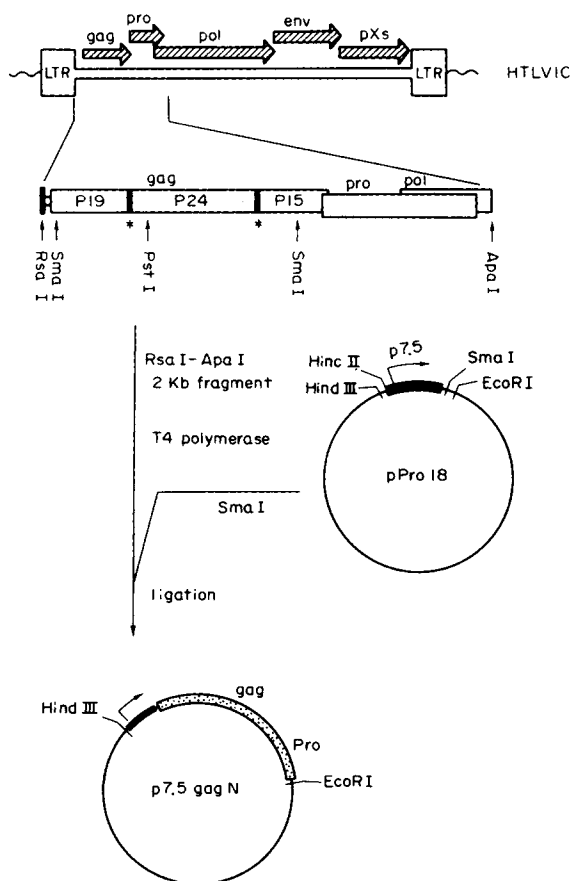 pro
env
gag
pol
pXs
LTR
LTR
HTLVIC
gag
pro
pol
P19
P24
P15
*
*
Rsa I
Sma I
Pst I
Sma I
Apa I
Rsa I-Apa I
2 Kb fragment
T4 polymerase
Sma I
ligation
p7.5
Hinc II
Hind III
Sma I
EcoR I
pPro 18
Hind III
gag
Pro
EcoR I
p7.5 gag N